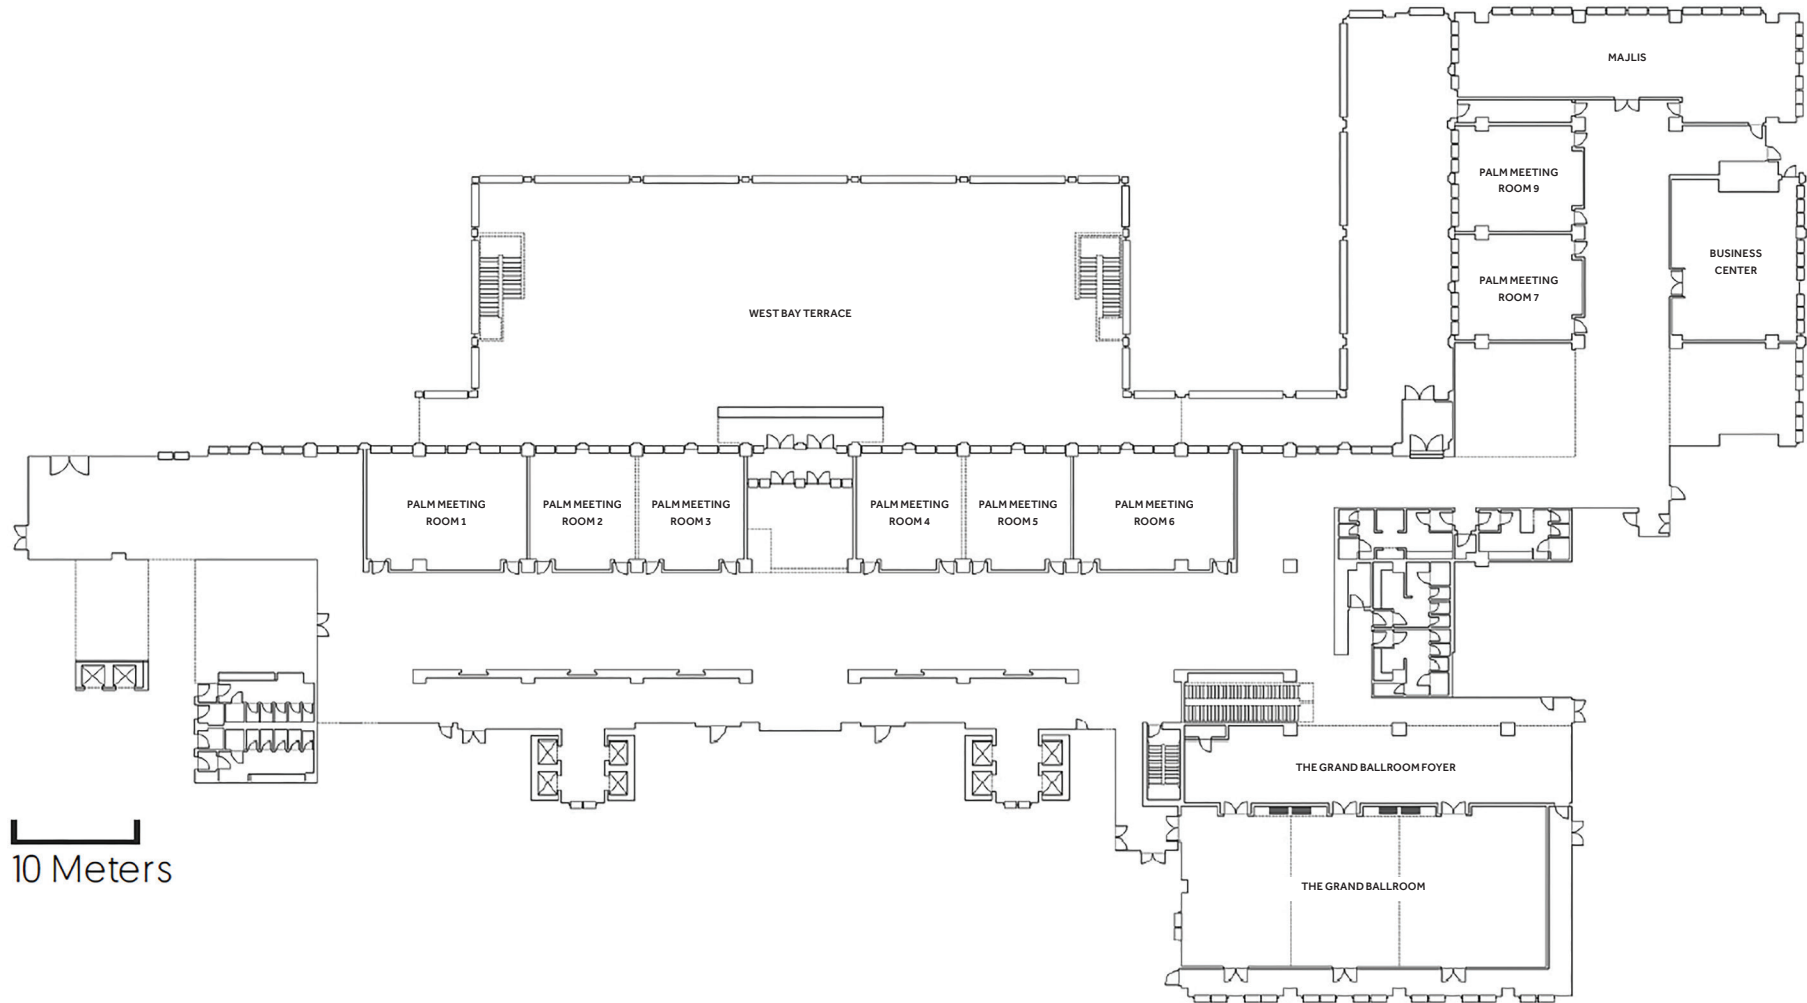 MAJLIS
PALM MEETING
ROOM 9
BUSINESS
CENTER
PALM MEETING
ROOM 7
WEST BAY TERRACE
PALM MEETING
ROOM 1
PALM MEETING
ROOM 2
PALM MEETING
ROOM 3
PALM MEETING
ROOM 4
PALM MEETING
ROOM 5
PALM MEETING
ROOM 6
THE GRAND BALLROOM FOYER
10 Meters
THE GRAND BALLROOM